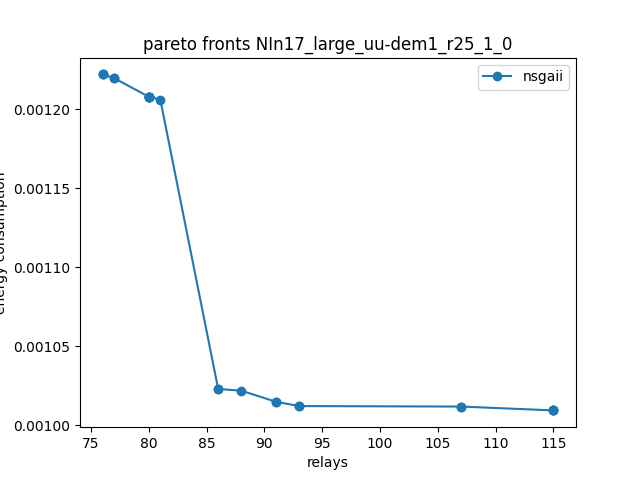 pareto fronts NIn17_large_uu-dem1_r25_1_0
nsgaii
energy consumption
0.00120
0.00115
0.00110
0.00105
0.00100
75 80 85 90 95 100 105 110 115
relays